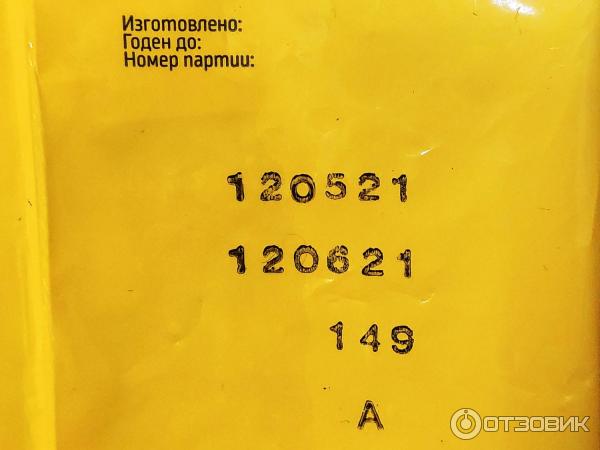 Изготовлено:
Годен до:
Номер партии:
120521
120621
149
A
ОТЗОВИК